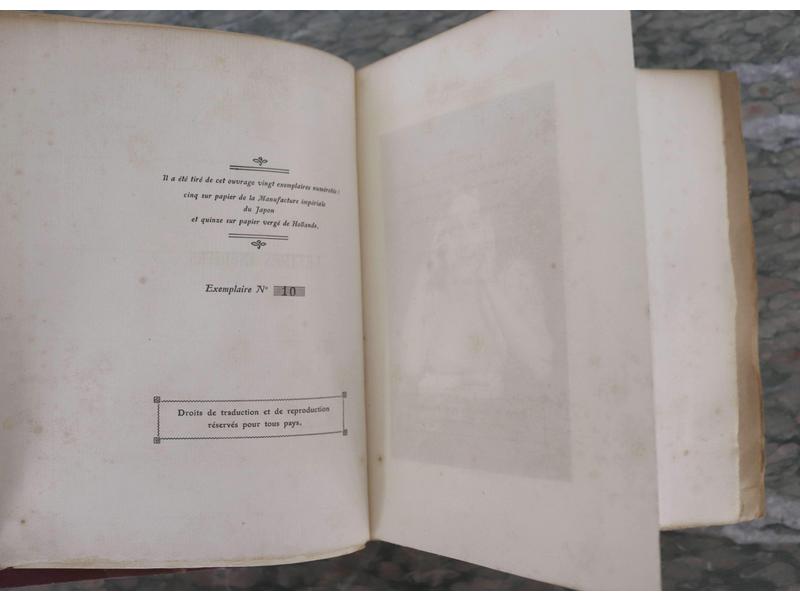 Il a été tiré de cet ouvrage vingt exemplaires numérotés :
cinq sur papier de la Manufacture impériale
du Japon
et quinze sur papier vergé de Hollande.
Exemplaire Nº 10
Droits de traduction et de reproduction
réservés pour tous pays.